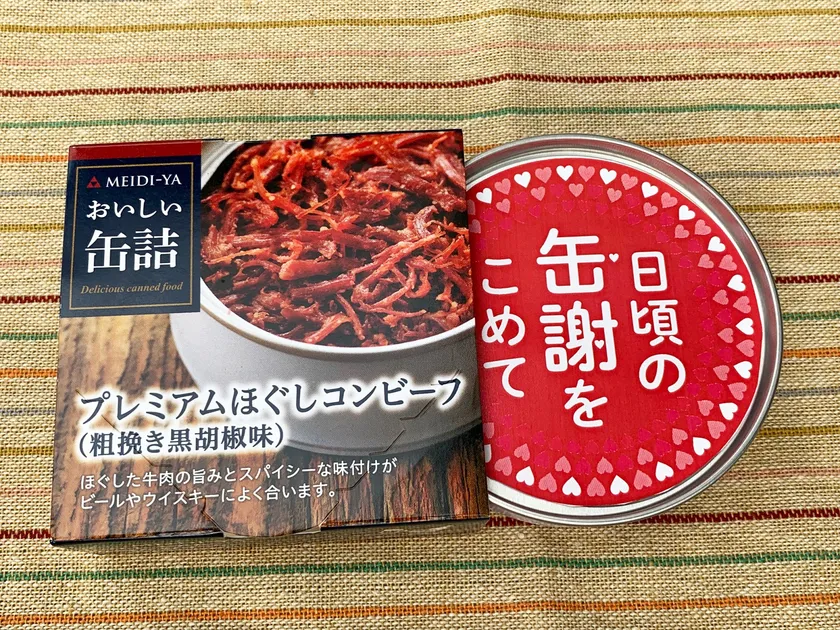 MEIDI-YA
おいしい
缶詰
Delicious canned food
プレミアムほぐしコンビーフ
(粗挽き黒胡椒味)
ほぐした牛肉の旨みとスパイシーな味付けが
ビールやウイスキーによく合います。
日頃の
缶謝を
こめて